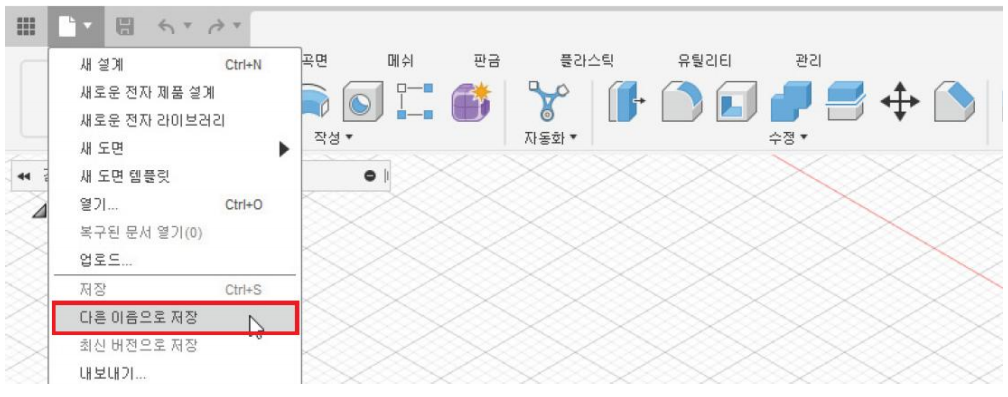 곡면 메쉬 판금 플라스틱 유틸리티 관리
작성 자동화 수정
새 설계 Ctrl+N
새로운 전자 제품 설계
새로운 전자 라이브러리
새 도면
새 도면 템플릿
열기... Ctrl+O
복구된 문서 열기(0)
업로드...
저장 Ctrl+S
다른 이름으로 저장
최신 버전으로 저장
내보내기...